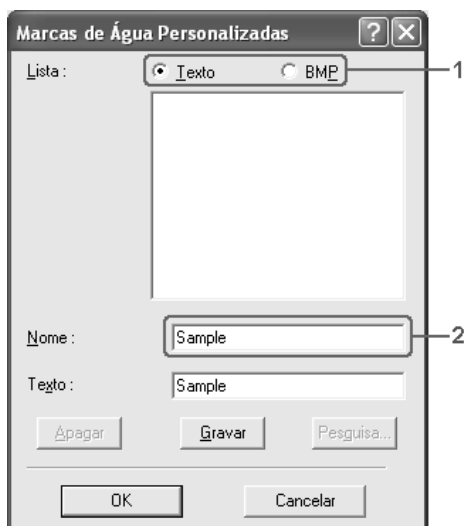 Marcas de Água Personalizadas
Lista : Texto BMP 1
Nome : Sample 2
Texto : Sample
Apagar Gravar Pesquisa...
OK Cancelar